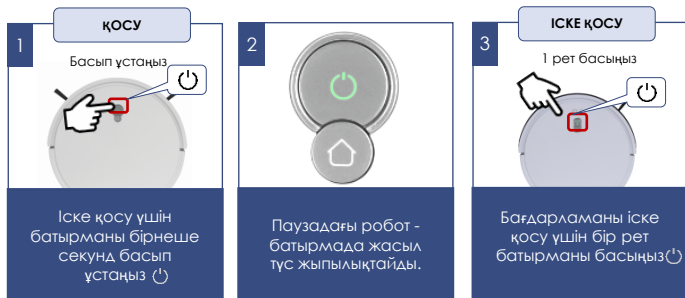 ҚОСУ
1
Басып ұстаңыз
Іске қосу үшін
батырманы бірнеше
секунд басып
ұстаңыз
2
Паузадағы робот -
батырмада жасыл
түс жыпылықтайды.
ІСКЕ ҚОСУ
3
1 рет басыңыз
Бағдарламаны іске
қосу үшін бір рет
батырманы басыңыз